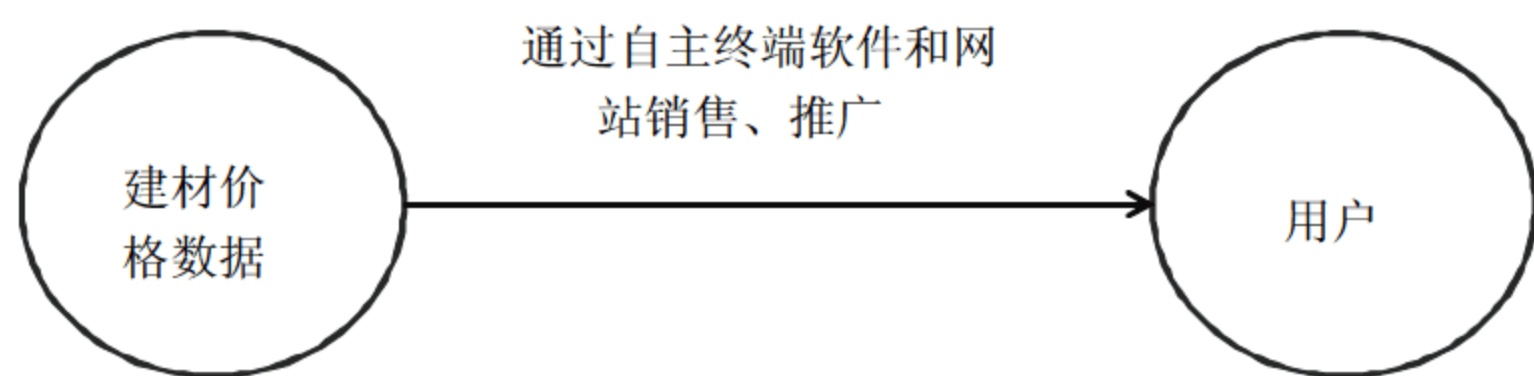 通过自主终端软件和网
站销售、推广
建材价
格数据
用户